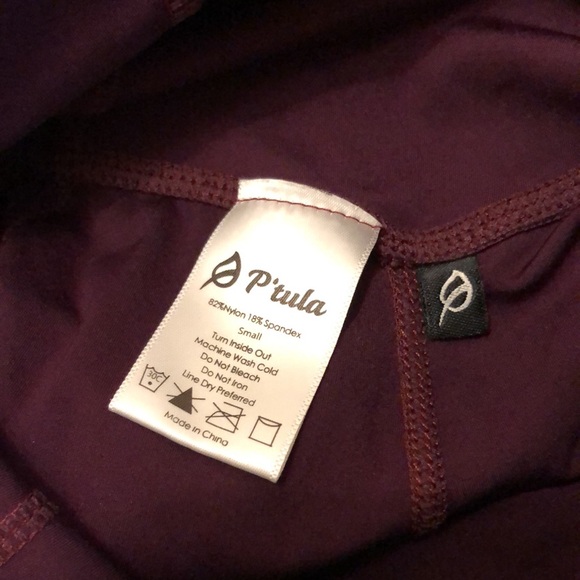 P'tula
82%Nylon 18% Spandex
Small
Turn Inside Out
Machine Wash Cold
Do Not Bleach
Do Not Iron
Line Dry Preferred
30C
Made in China